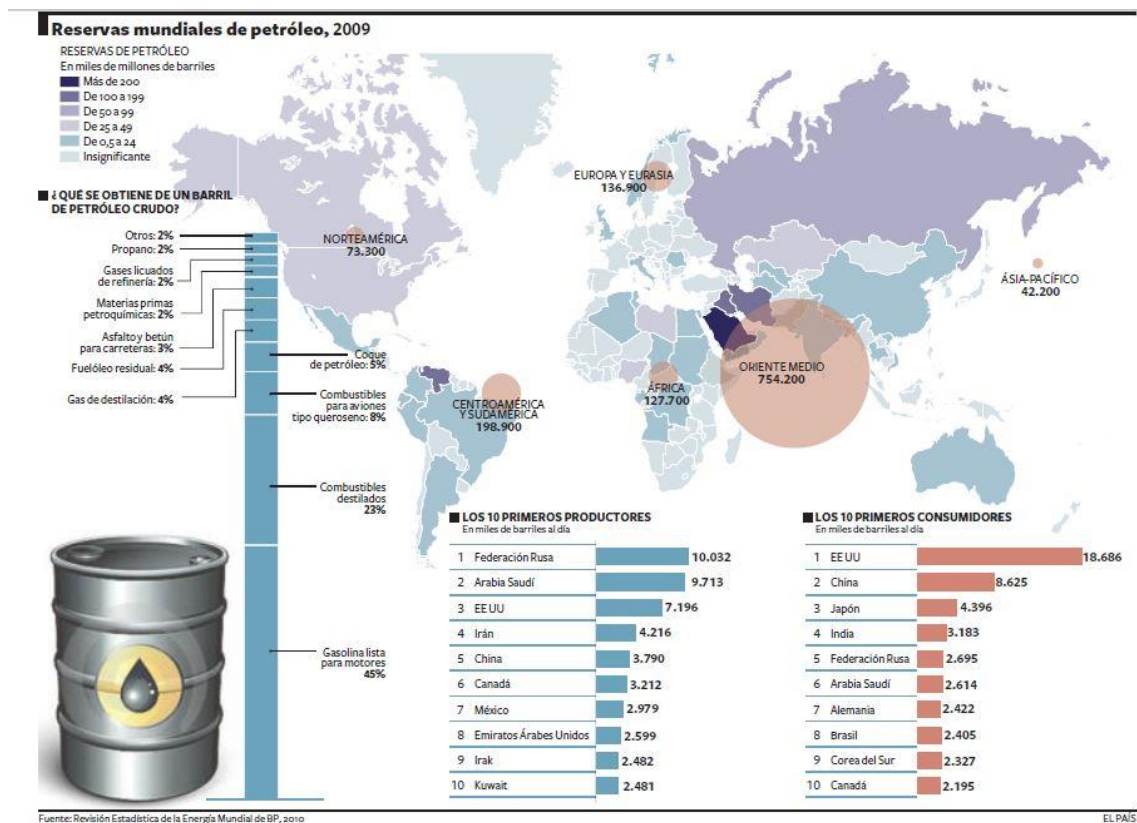 Reservas mundiales de petróleo, 2009
RESERVAS DE PETRÓLEO
En miles de millones de barriles
Más de 200
De 100 a 199
De 50 a 99
De 25 a 49
De 0,5 a 24
Insignificante
¿QUÉ SE OBTIENE DE UN BARRIL
DE PETRÓLEO CRUDO?
Otros: 2%
Propano: 2%
Gases licuados
de refinería: 2%
Materias primas
petroquímicas: 2%
Asfalto y betún
para carreteras: 3%
Fuelóleo residual: 4%
Gas de destilación: 4%
Coque
de petróleo: 5%
Combustibles
para aviones
tipo queroseno: 8%
Combustibles
destilados
23%
Gasolina lista
para motores
45%
NORTEAMÉRICA
73.300
EUROPA Y EURASIA
136.900
ÁSIA-PACÍFICO
42.200
ORIENTE MEDIO
754.200
ÁFRICA
127.700
CENTROAMÉRICA
Y SUDAMÉRICA
198.900
LOS 10 PRIMEROS PRODUCTORES
En miles de barriles al día
1 Federación Rusa 10.032
2 Arabia Saudí 9.713
3 EE UU 7.196
4 Irán 4.216
5 China 3.790
6 Canadá 3.212
7 México 2.979
8 Emiratos Árabes Unidos 2.599
9 Irak 2.482
10 Kuwait 2.481
LOS 10 PRIMEROS CONSUMIDORES
En miles de barriles al día
1 EE UU 18.686
2 China 8.625
3 Japón 4.396
4 India 3.183
5 Federación Rusa 2.695
6 Arabia Saudí 2.614
7 Alemania 2.422
8 Brasil 2.405
9 Corea del Sur 2.327
10 Canadá 2.195
Fuente: Revisión Estadística de la Energía Mundial de BP, 2010
EL PAÍS